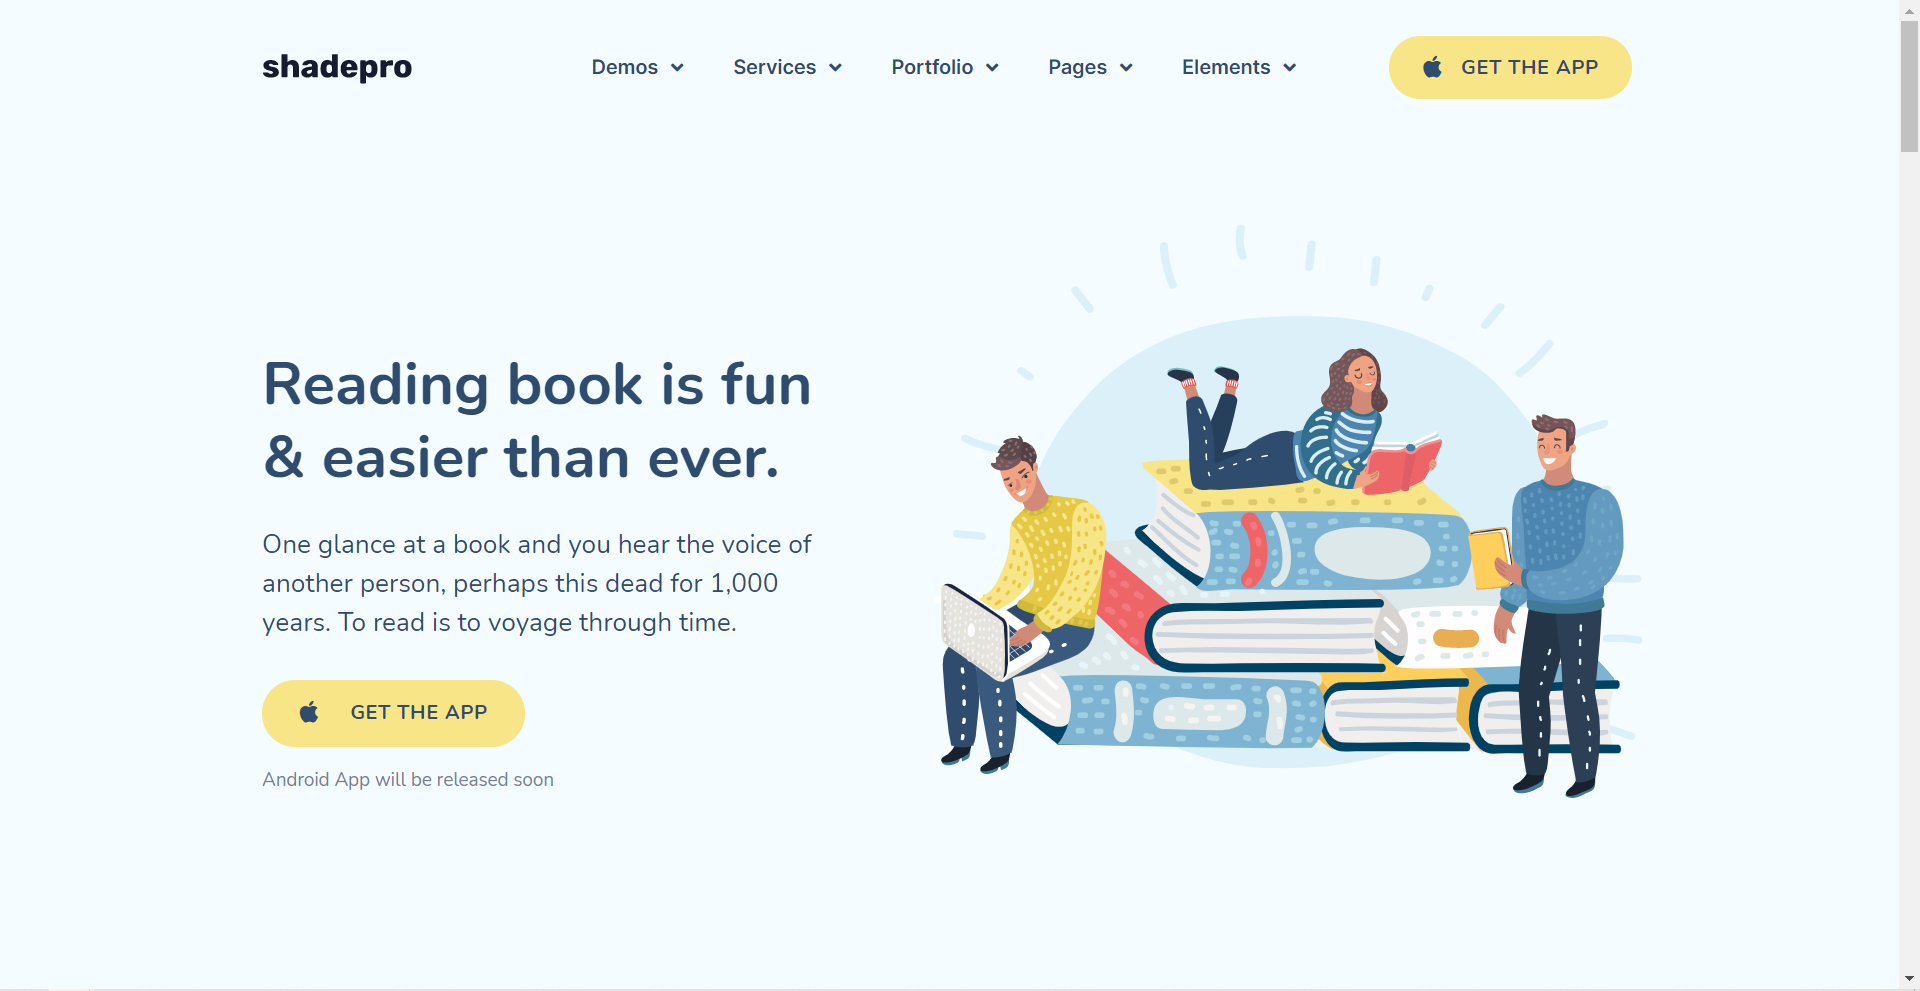 shadepro
Demos
Services
Portfolio
Pages
Elements
GET THE APP
Reading book is fun
& easier than ever.
One glance at a book and you hear the voice of
another person, perhaps this dead for 1,000
years. To read is to voyage through time.
GET THE APP
Android App will be released soon